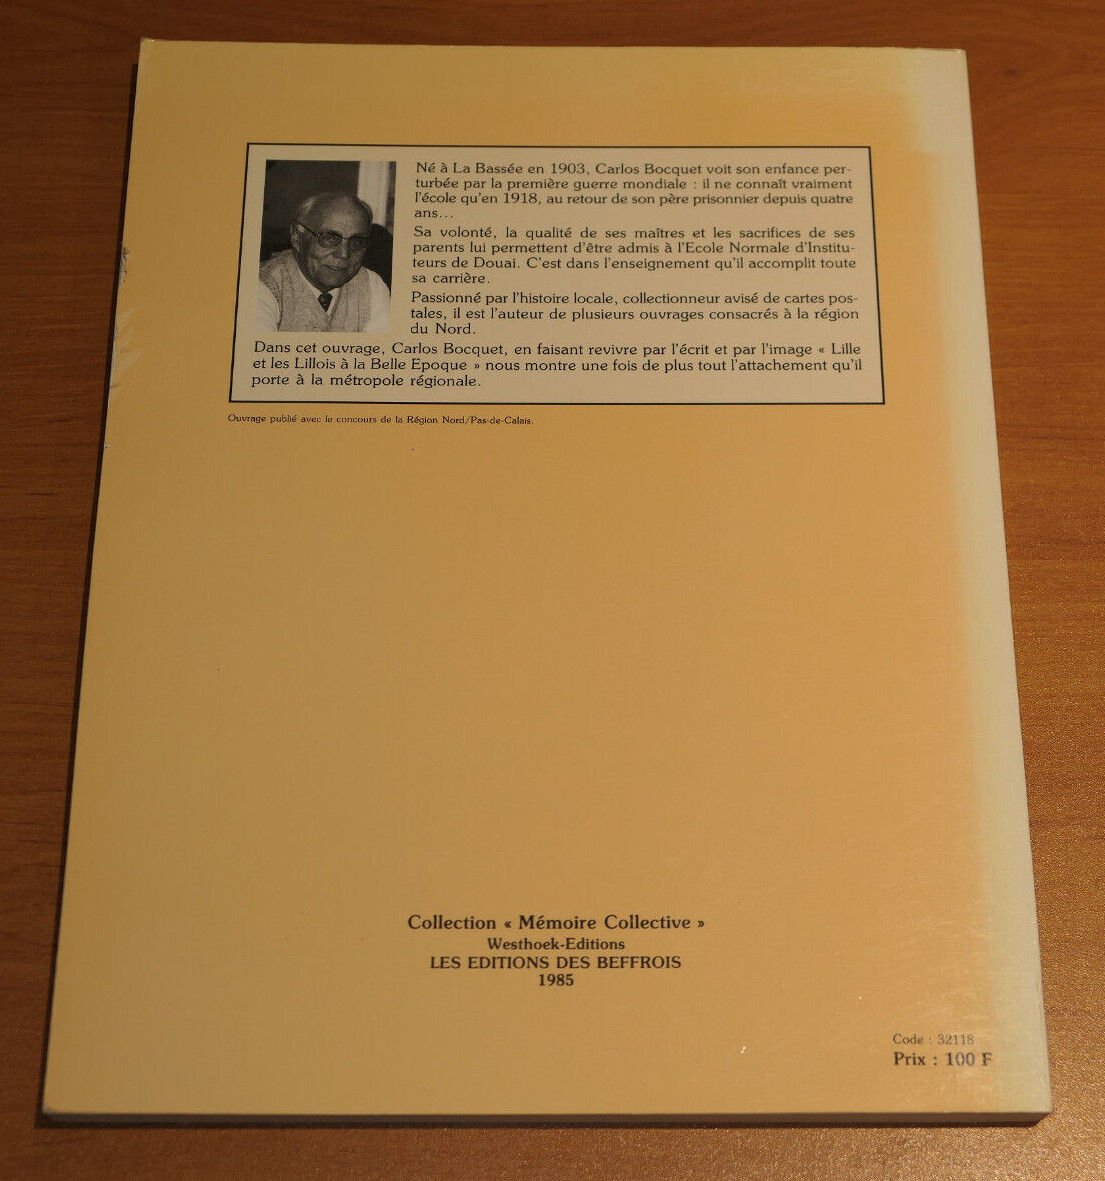 Né à La Bassée en 1903, Carlos Bocquet voit son enfance per-
turbée par la première guerre mondiale : il ne connaît vraiment
l'école qu'en 1918, au retour de son père prisonnier depuis quatre
ans...
Sa volonté, la qualité de ses maîtres et les sacrifices de ses
parents lui permettent d'être admis à l'Ecole Normale d'Institu-
teurs de Douai. C'est dans l'enseignement qu'il accomplit toute
sa carrière.
Passionné par l'histoire locale, collectionneur avisé de cartes pos-
tales, il est l'auteur de plusieurs ouvrages consacrés à la région
du Nord.
Dans cet ouvrage, Carlos Bocquet, en faisant revivre par l'écrit et par l'image « Lille
et les Lillois à la Belle Epoque » nous montre une fois de plus tout l'attachement qu'il
porte à la métropole régionale.
Ouvrage publié avec le concours de la Région Nord/Pas-de-Calais.
Collection « Mémoire Collective »
Westhoek-Editions
LES EDITIONS DES BEFFROIS
1985
Code : 32118
Prix : 100 F